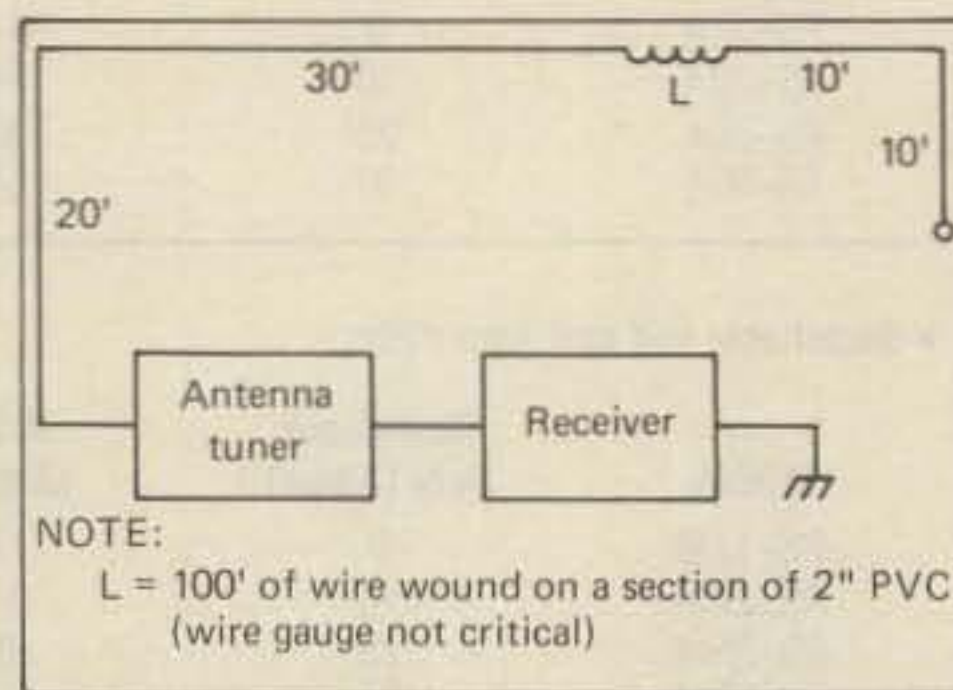 30'
L
10'
10'
20'
Antenna
tuner
Receiver
NOTE:
L = 100' of wire wound on a section of 2" PVC
(wire gauge not critical)